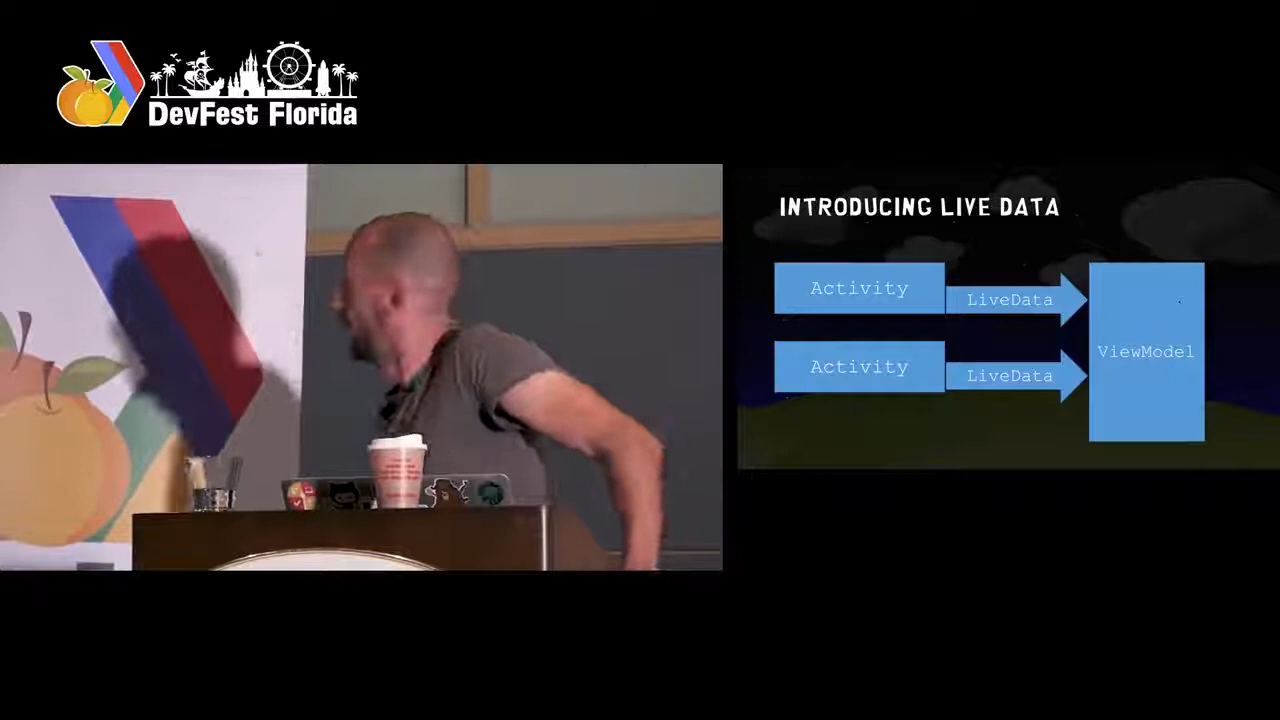 DevFest Florida
INTRODUCING LIVE DATA
Activity
LiveData
Activity
LiveData
ViewModel